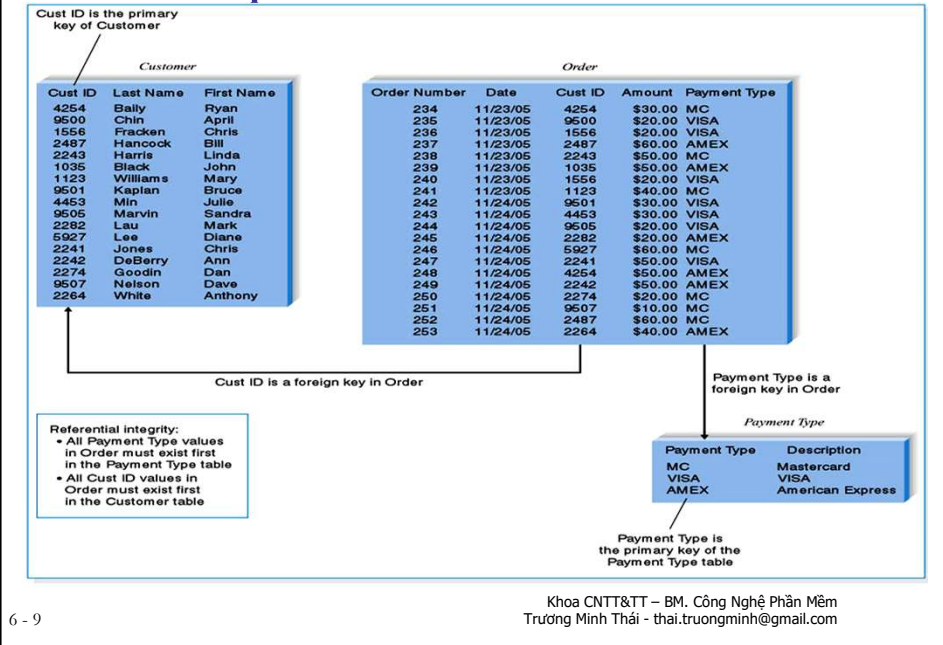 Cust ID is the primary
key of Customer
Customer
Cust ID Last Name First Name
4254 Baily Ryan
9500 Chin April
1556 Fracken Chris
2487 Hancock Bill
2243 Harris Linda
1035 Black John
1123 Williams Mary
9501 Kaplan Bruce
4453 Min Julie
9505 Marvin Sandra
2282 Lau Mark
5927 Lee Diane
2241 Jones Chris
2242 DeBerry Ann
2274 Goodin Dan
9507 Nelson Dave
2264 White Anthony
Order
Order Number Date Cust ID Amount Payment Type
234 11/23/05 4254 $30.00 MC
235 11/23/05 9500 $20.00 VISA
236 11/23/05 1556 $20.00 VISA
237 11/23/05 2487 $60.00 AMEX
238 11/23/05 2243 $50.00 MC
239 11/23/05 1035 $50.00 AMEX
240 11/23/05 1556 $20.00 VISA
241 11/23/05 1123 $40.00 MC
242 11/24/05 9501 $30.00 VISA
243 11/24/05 4453 $30.00 VISA
244 11/24/05 9505 $20.00 VISA
245 11/24/05 2282 $20.00 AMEX
246 11/24/05 5927 $60.00 MC
247 11/24/05 2241 $50.00 VISA
248 11/24/05 4254 $50.00 AMEX
249 11/24/05 2242 $50.00 AMEX
250 11/24/05 2274 $20.00 MC
251 11/24/05 9507 $10.00 MC
252 11/24/05 2487 $60.00 MC
253 11/24/05 2264 $40.00 AMEX
Cust ID is a foreign key in Order
Payment Type is a
foreign key in Order
Referential integrity:
• All Payment Type values
in Order must exist first
in the Payment Type table
• All Cust ID values in
Order must exist first
in the Customer table
Payment Type
Payment Type Description
MC Mastercard
VISA VISA
AMEX American Express
Payment Type is
the primary key of the
Payment Type table
6 - 9
Khoa CNTT&TT – BM. Công Nghệ Phần Mềm
Trương Minh Thái - thai.truongminh@gmail.com